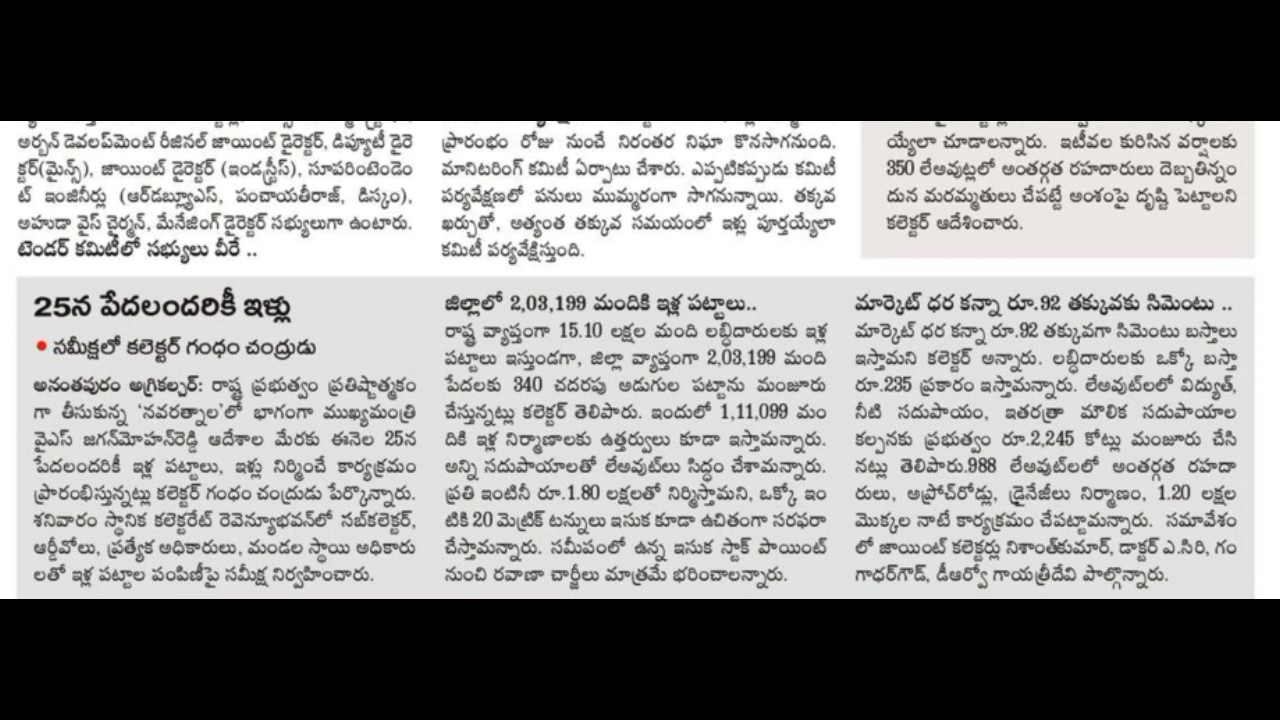 అర్బన్ డెవలప్‌మెంట్ రీజినల్ జాయింట్ డైరెక్టర్, డిప్యూటీ డైరె
క్టర్(మైన్స్), జాయింట్ డైరెక్టర్ (ఇండస్ట్రీస్), సూపరింటెండెం
ట్ ఇంజినీర్లు (ఆర్‌డబ్ల్యూఎస్, పంచాయతీరాజ్, డిస్కం),
అహుడా వైస్ చైర్మన్, మేనేజింగ్ డైరెక్టర్ సభ్యులుగా ఉంటారు.
టెండర్ కమిటీలో సభ్యులు వీరే ..
ప్రారంభం రోజు నుంచే నిరంతర నిఘా కొనసాగనుంది.
మానిటరింగ్ కమిటీ ఏర్పాటు చేశారు. ఎప్పటికప్పుడు కమిటీ
పర్యవేక్షణలో పనులు ముమ్మరంగా సాగనున్నాయి. తక్కవ
ఖర్చుతో, అత్యంత తక్కువ సమయంలో ఇళ్లు పూర్తయ్యేలా
కమిటీ పర్యవేక్షిస్తుంది.
య్యేలా చూడాలన్నారు. ఇటీవల కురిసిన వర్షాలకు
350 లేఅవుట్లలో అంతర్గత రహదారులు దెబ్బతిన్నం
దున మరమ్మతులు చేపట్టే అంశంపై దృష్టి పెట్టాలని
కలెక్టర్ ఆదేశించారు.
25న పేదలందరికీ ఇళ్లు
• సమీక్షలో కలెక్టర్ గంధం చంద్రుడు
అనంతపురం అగ్రికల్చర్: రాష్ట్ర ప్రభుత్వం ప్రతిష్ఠాత్మకం
గా తీసుకున్న ‘నవరత్నాల’లో భాగంగా ముఖ్యమంత్రి
వైఎస్ జగన్‌మోహన్‌రెడ్డి ఆదేశాల మేరకు ఈనెల 25న
పేదలందరికీ ఇళ్ల పట్టాలు, ఇళ్లు నిర్మించే కార్యక్రమం
ప్రారంభిస్తున్నట్లు కలెక్టర్ గంధం చంద్రుడు పేర్కొన్నారు.
శనివారం స్థానిక కలెక్టరేట్ రెవెన్యూభవన్‌లో సబ్‌కలెక్టర్,
ఆర్డీవోలు, ప్రత్యేక అధికారులు, మండల స్థాయి అధికారు
లతో ఇళ్ల పట్టాల పంపిణీపై సమీక్ష నిర్వహించారు.
జిల్లాలో 2,03,199 మందికి ఇళ్ల పట్టాలు..
రాష్ట్ర వ్యాప్తంగా 15.10 లక్షల మంది లబ్ధిదారులకు ఇళ్ల
పట్టాలు ఇస్తుండగా, జిల్లా వ్యాప్తంగా 2,03,199 మంది
పేదలకు 340 చదరపు అడుగుల పట్టాను మంజూరు
చేస్తున్నట్లు కలెక్టర్ తెలిపారు. ఇందులో 1,11,099 మం
దికి ఇళ్ల నిర్మాణాలకు ఉత్తర్వులు కూడా ఇస్తామన్నారు.
అన్ని సదుపాయాలతో లేఅవుట్‌లు సిద్ధం చేశామన్నారు.
ప్రతి ఇంటినీ రూ.1.80 లక్షలతో నిర్మిస్తామని, ఒక్కో ఇం
టికి 20 మెట్రిక్ టన్నులు ఇసుక కూడా ఉచితంగా సరఫరా
చేస్తామన్నారు. సమీపంలో ఉన్న ఇసుక స్టాక్ పాయింట్
నుంచి రవాణా చార్జీలు మాత్రమే భరించాలన్నారు.
మార్కెట్ ధర కన్నా రూ.92 తక్కువకు సిమెంటు ..
మార్కెట్ ధర కన్నా రూ.92 తక్కువగా సిమెంటు బస్తాలు
ఇస్తామని కలెక్టర్ అన్నారు. లబ్ధిదారులకు ఒక్కో బస్తా
రూ.235 ప్రకారం ఇస్తామన్నారు. లేఅవుట్‌లలో విద్యుత్,
నీటి సదుపాయం, ఇతరత్రా మౌలిక సదుపాయాల
కల్పనకు ప్రభుత్వం రూ.2,245 కోట్లు మంజూరు చేసి
నట్లు తెలిపారు.988 లేఅవుట్‌లలో అంతర్గత రహదా
రులు, అప్రోచ్‌రోడ్లు, డ్రైనేజీలు నిర్మాణం, 1.20 లక్షల
మొక్కల నాటే కార్యక్రమం చేపట్టామన్నారు. సమావేశం
లో జాయింట్ కలెక్టర్లు నిశాంత్‌కుమార్, డాక్టర్ ఎ.సిరి, గం
గాధర్‌గౌడ్, డీఆర్వో గాయత్రీదేవి పాల్గొన్నారు.